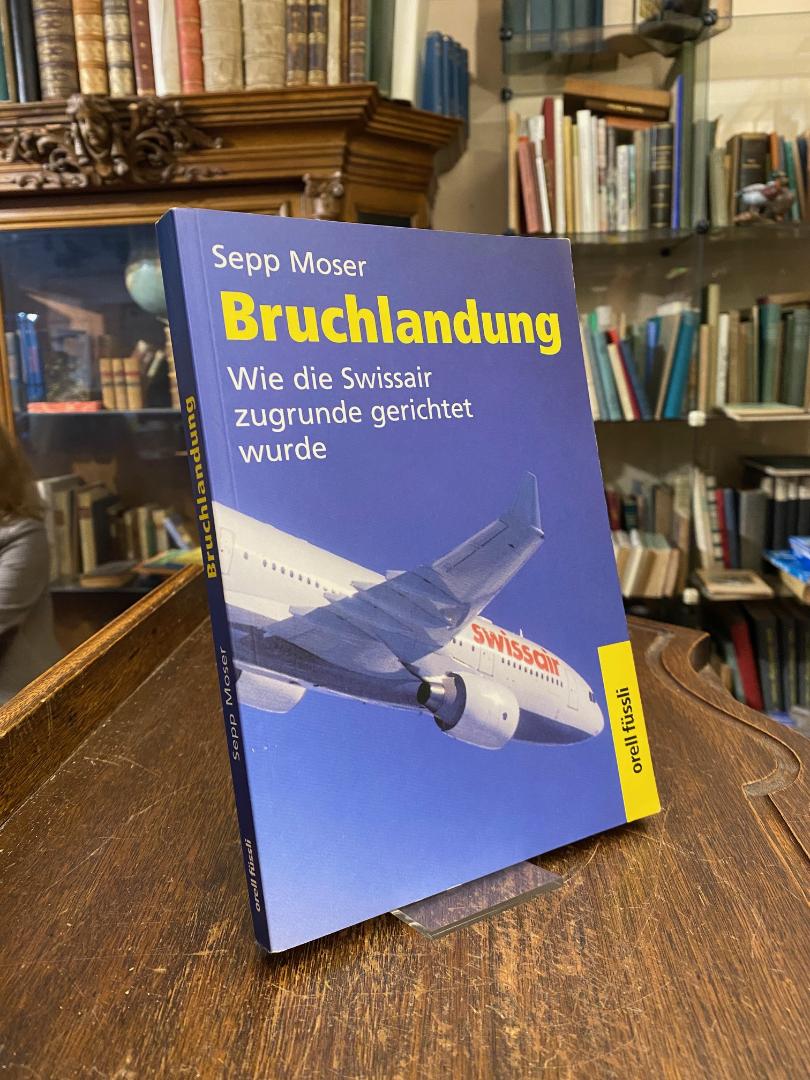 Sepp Moser
Bruchlandung
Wie die Swissair
zugrunde gerichtet
wurde
swissair
orell füssli
Bruchlandung
Sepp Moser
orell füssli